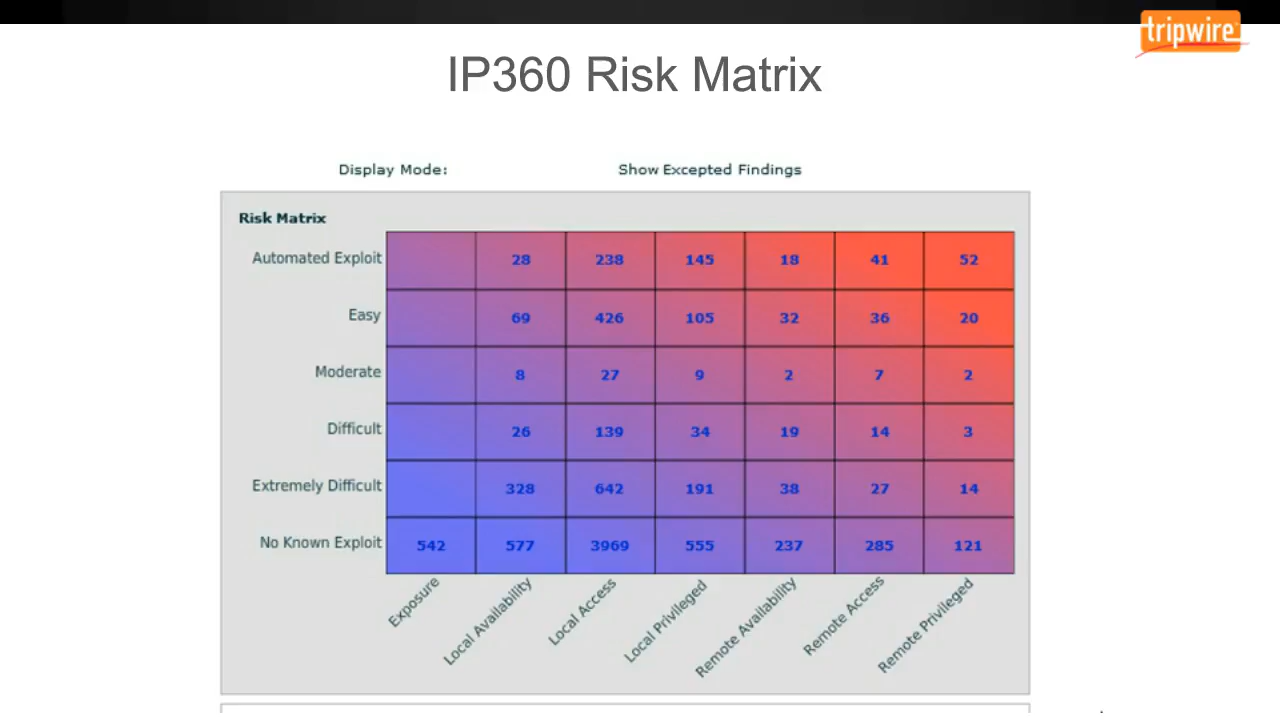 tripwire
IP360 Risk Matrix
Display Mode: Show Excepted Findings
Risk Matrix
Automated Exploit 28 238 145 18 41 52
Easy 69 426 105 32 36 20
Moderate 8 27 9 2 7 2
Difficult 26 139 34 19 14 3
Extremely Difficult 328 642 191 38 27 14
No Known Exploit 542 577 3969 555 237 285 121
Exposure Local Availability Local Access Local Privileged Remote Availability Remote Access Remote Privileged